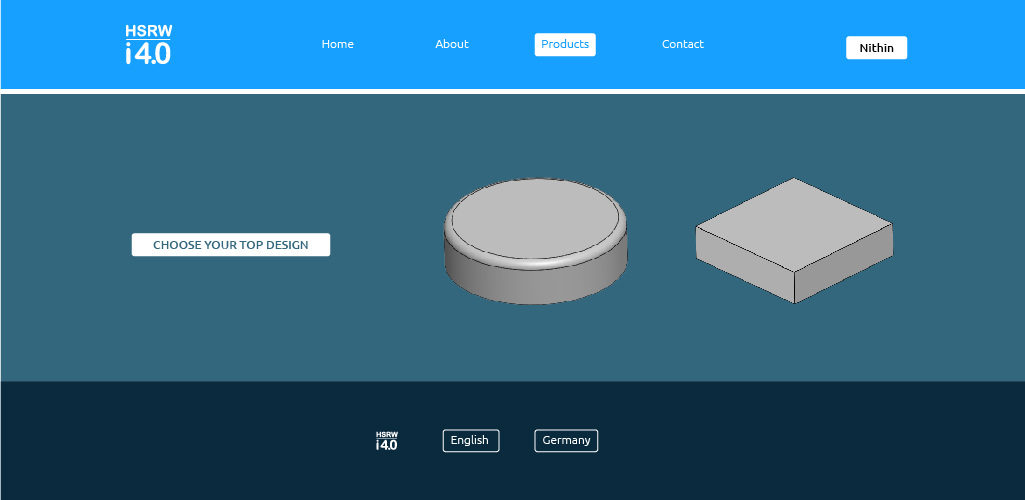 HSRW
i4.0
Home
About
Products
Contact
Nithin
CHOOSE YOUR TOP DESIGN
HSRW
i4.0
English
Germany